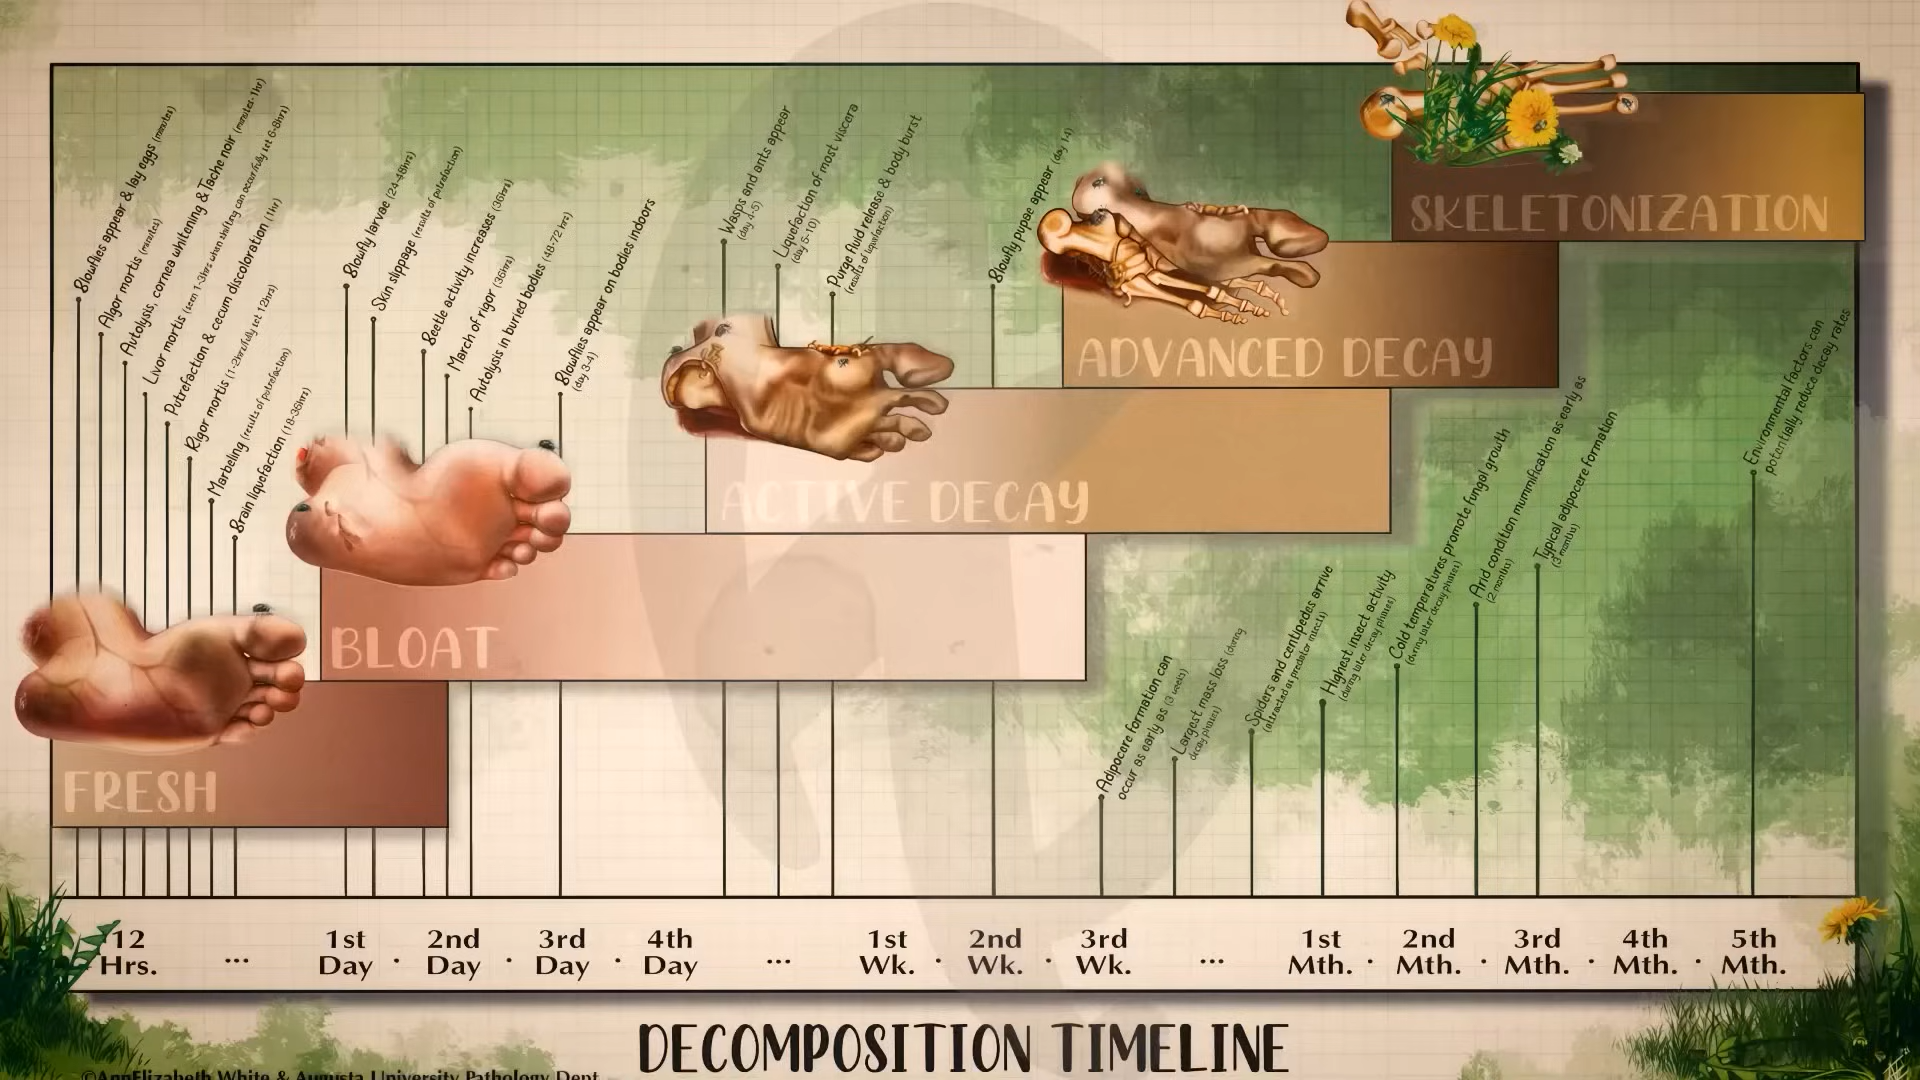 Blowflies appear & lay eggs (minutes)
Algor mortis (minutes)
Autolysis, cornea whitening & Tache noir (minutes-1hr)
Livor mortis (seen 1-3hrs when shifting can occur/fully set 6-8hrs)
Putrefaction & cecum discoloration (1hr)
Rigor mortis (1-2hrs/fully set 12hrs)
Marbeling (results of putrefaction)
Brain liquefaction (18-36hrs)
Blowfly larvae (24-48hrs)
Skin slippage (results of putrefaction)
Beetle activity increases (36hrs)
March of rigor (36hrs)
Autolysis in buried bodies (48-72 hrs)
Blowflies appear on bodies indoors
(day 3-4)
Wasps and ants appear
(day 4-5)
Liquefaction of most viscera
(day 5-10)
Purge fluid release & body burst
(results of liquefaction)
Blowfly pupae appear (day 14)
SKELETONIZATION
ADVANCED DECAY
ACTIVE DECAY
BLOAT
FRESH
Adipocere formation can
occur as early as (3 weeks)
Largest mass loss (during
decay phases)
Spiders and centipedes arrive
(attracted as predator insects)
Highest insect activity
(during later decay phases)
Cold temperatures promote fungal growth
(during later decay phases)
Arid condition mummification as early as
(2 months)
Typical adipocere formation
(3 months)
Environmental factors can
potentially reduce decay rates
12 Hrs. ... 1st Day · 2nd Day · 3rd Day · 4th Day ... 1st Wk. · 2nd Wk. · 3rd Wk. ... 1st Mth. · 2nd Mth. · 3rd Mth. · 4th Mth. · 5th Mth.
DECOMPOSITION TIMELINE
©AnnElizabeth White & Augusta University Pathology Dept.